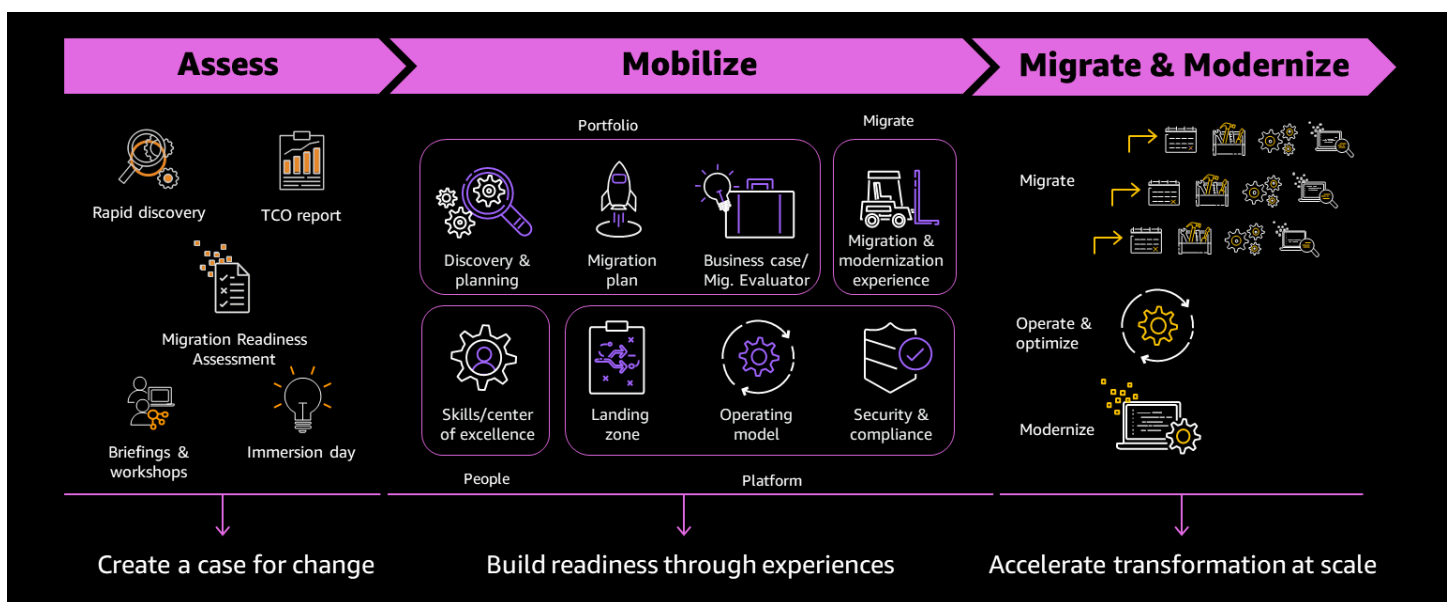 Assess
Mobilize
Migrate & Modernize
Rapid discovery
TCO report
Migration Readiness
Assessment
Briefings &
workshops
Immersion day
Portfolio
Discovery &
planning
Migration
plan
Business case/
Mig. Evaluator
Migrate
Migration &
modernization
experience
Skills/center
of excellence
People
Landing
zone
Operating
model
Security &
compliance
Platform
Migrate
Operate &
optimize
Modernize
Create a case for change
Build readiness through experiences
Accelerate transformation at scale